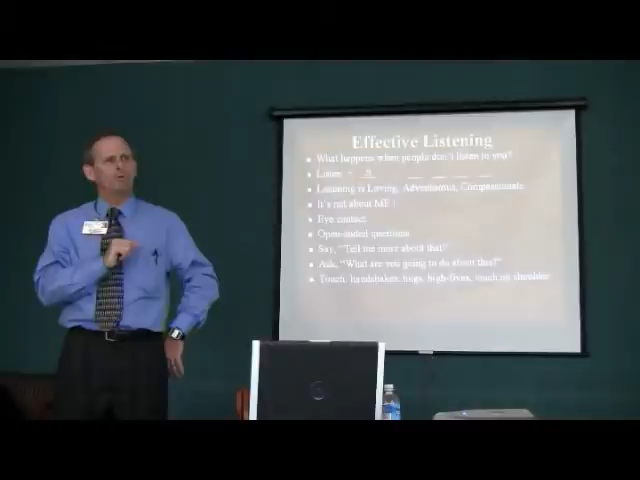 Effective Listening
What happens when people don't listen to you?
Listen = S _ _ _ _ _
Listening is Loving, Adventurous, Compassionate
It's not about ME !
Eye contact
Open-ended questions
Say, "Tell me more about that"
Ask, "What are you going to do about this?"
Touch, handshakes, hugs, high-fives, touch on shoulder